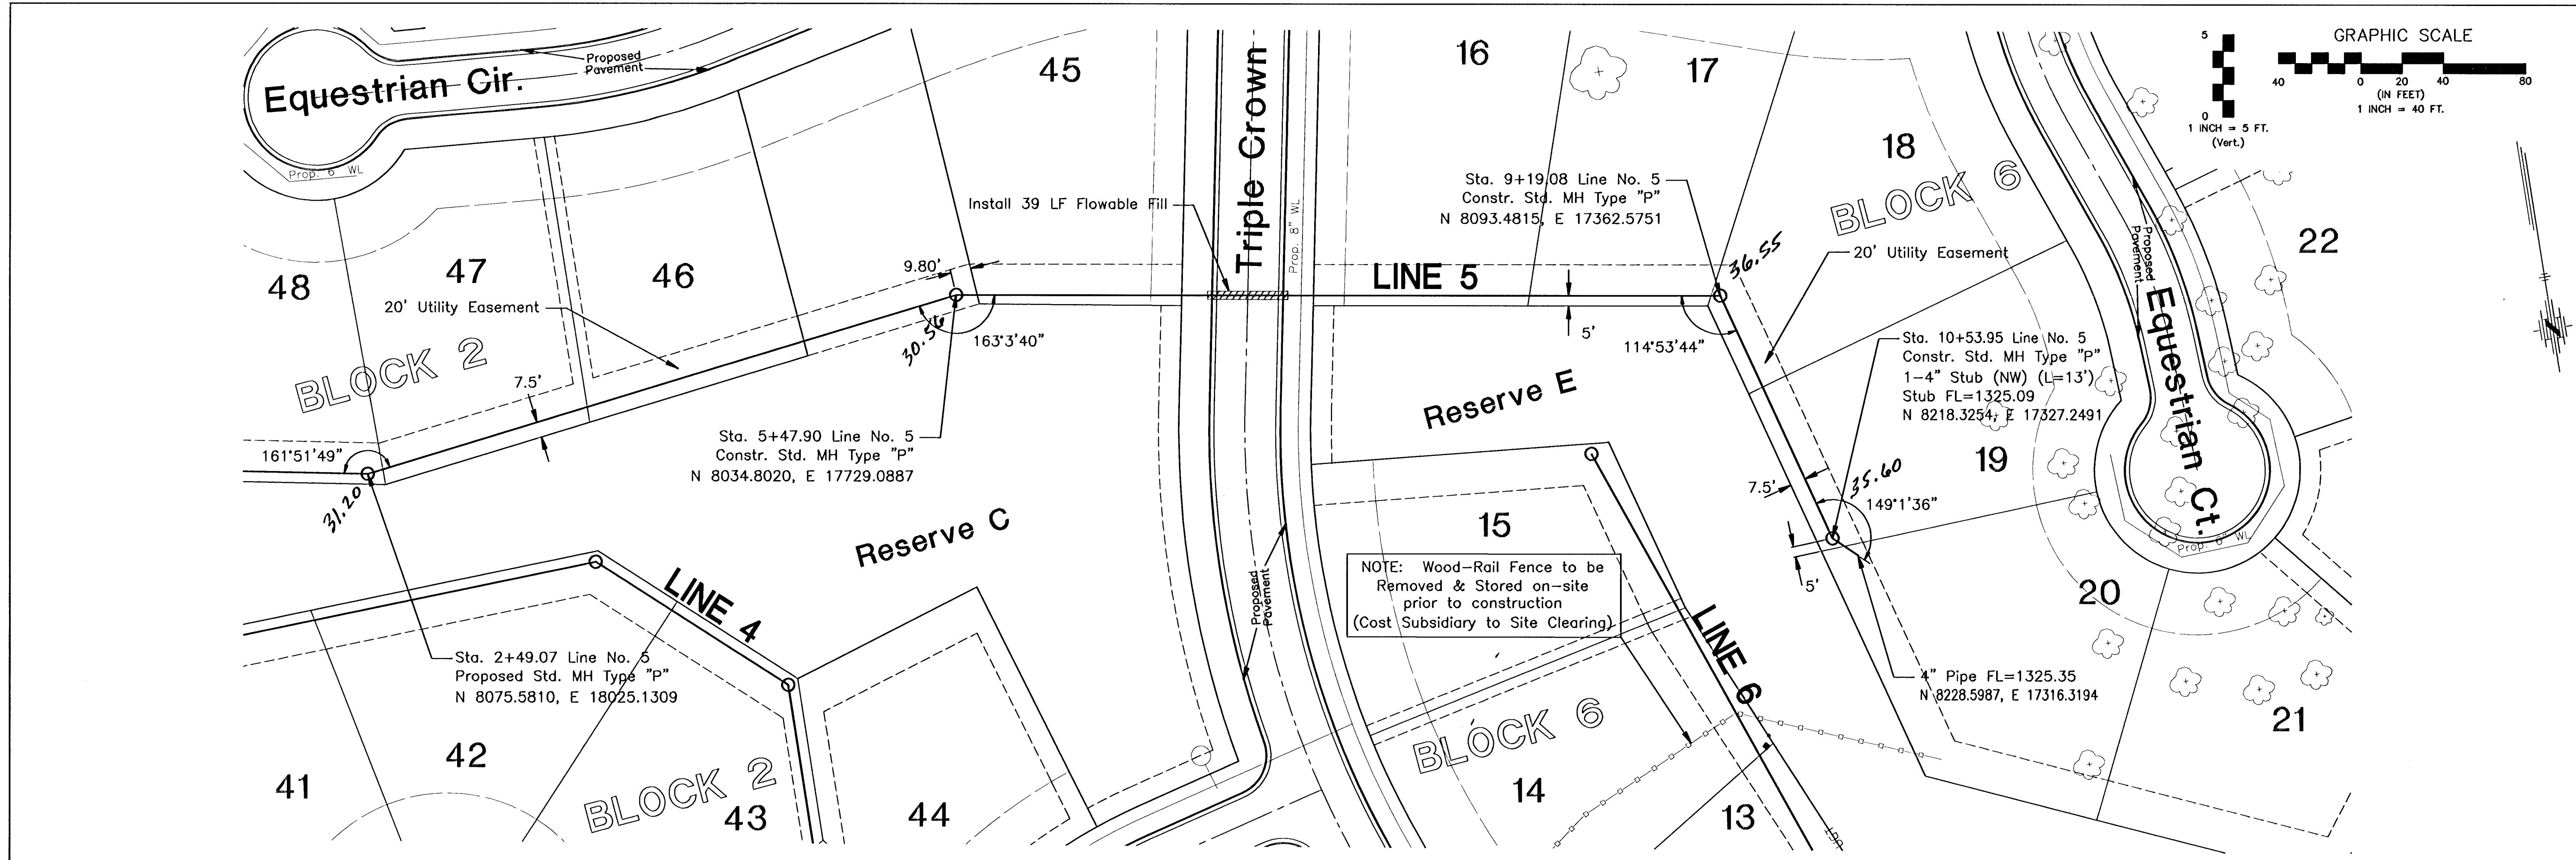 GRAPHIC SCALE
5
0
1 INCH = 5 FT.
(Vert.)
40 0 20 40 80
(IN FEET)
1 INCH = 40 FT.
Equestrian Cir.
Proposed
Pavement
Prop. 6" WL
45
16
17
18
22
48
47
46
BLOCK 2
20' Utility Easement
9.80'
Install 39 LF Flowable Fill
Triple Crown
Prop. 8" WL
LINE 5
Sta. 9+19.08 Line No. 5
Constr. Std. MH Type "P"
N 8093.4815, E 17362.5751
36.55
BLOCK 6
20' Utility Easement
Proposed
Pavement
Equestrian Ct.
Prop. 6" WL
30.56
163°3'40"
5'
114°53'44"
Sta. 10+53.95 Line No. 5
Constr. Std. MH Type "P"
1-4" Stub (NW) (L=13')
Stub FL=1325.09
N 8218.3254, E 17327.2491
7.5'
161°51'49"
31.20
Sta. 5+47.90 Line No. 5
Constr. Std. MH Type "P"
N 8034.8020, E 17729.0887
Reserve C
Reserve E
15
19
35.60
7.5'
149°1'36"
5'
NOTE: Wood-Rail Fence to be
Removed & Stored on-site
prior to construction
(Cost Subsidiary to Site Clearing)
LINE 4
Proposed
Pavement
LINE 6
20
Sta. 2+49.07 Line No. 5
Proposed Std. MH Type "P"
N 8075.5810, E 18025.1309
4" Pipe FL=1325.35
N 8228.5987, E 17316.3194
21
41
42
BLOCK 2
43
44
BLOCK 6
14
13
UGT